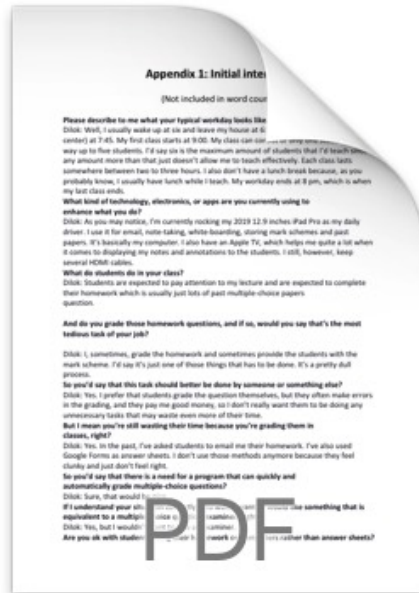 Appendix 1: Initial inter
(Not included in word coun
Please describe to me what your typical workday looks like
Dilok: Well, I usually wake up at six and leave my house at 6:
center) at 7:45. My first class starts at 9:00. My class can
way up to five students. I'd say six is the maximum amount of students that I'd teach
any amount more than that just doesn't allow me to teach effectively. Each class lasts
somewhere between two to three hours. I also don't have a lunch break because, as you
probably know, I usually have lunch while I teach. My workday ends at 8 pm, which is when
my last class ends.
What kind of technology, electronics, or apps are you currently using to
enhance what you do?
Dilok: As you may notice, I'm currently rocking my 2019 12.9 inches iPad Pro as my daily
driver. I use it for email, note-taking, white-boarding, storing mark schemes and past
papers. It's basically my computer. I also have an Apple TV, which helps me quite a lot when
it comes to displaying my notes and annotations to the students. I still, however, keep
several HDMI cables.
What do students do in your class?
Dilok: Students are expected to pay attention to my lecture and are expected to complete
their homework which is usually just lots of past multiple-choice papers
question.
And do you grade those homework questions, and if so, would you say that's the most
tedious task of your job?
Dilok: I, sometimes, grade the homework and sometimes provide the students with the
mark scheme. I'd say it's just one of those things that has to be done. It's a pretty dull
process.
So you'd say that this task should better be done by someone or something else?
Dilok: Yes. I prefer that students grade the question themselves, but they often make errors
in the grading, and they pay me good money, so I don't really want them to be doing any
unnecessary tasks that may waste even more of their time.
But I mean you're still wasting their time because you're grading them in
classes, right?
Dilok: Yes. In the past, I've asked students to email me their homework. I've also used
Google Forms as answer sheets. I don't use those methods anymore because they feel
clunky and just don't feel right.
So you'd say that there is a need for a program that can quickly and
automatically grade multiple-choice questions?
Dilok: Sure, that would
If I understand your something that is
equivalent to a multiple choice
Dilok: Yes, but I
Are you ok with rather than answer sheets?
PDF